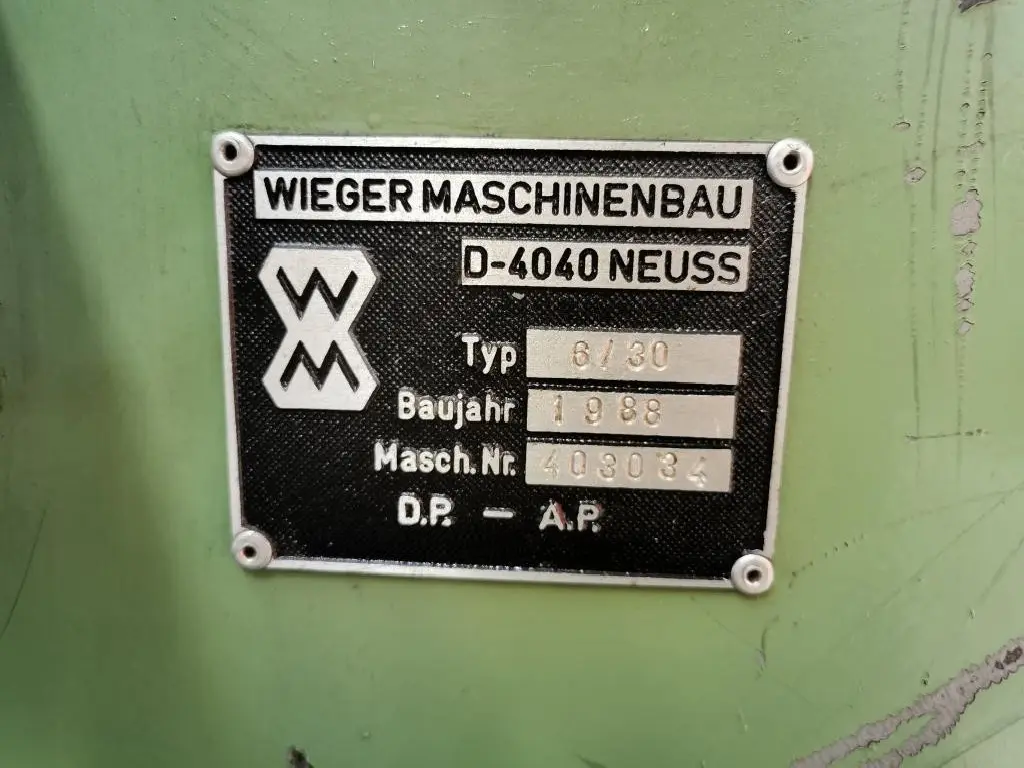 WIEGER MASCHINENBAU
D-4040 NEUSS
W
M
Typ 6/30
Baujahr 1988
Masch. Nr. 403034
D.P. – A.P.